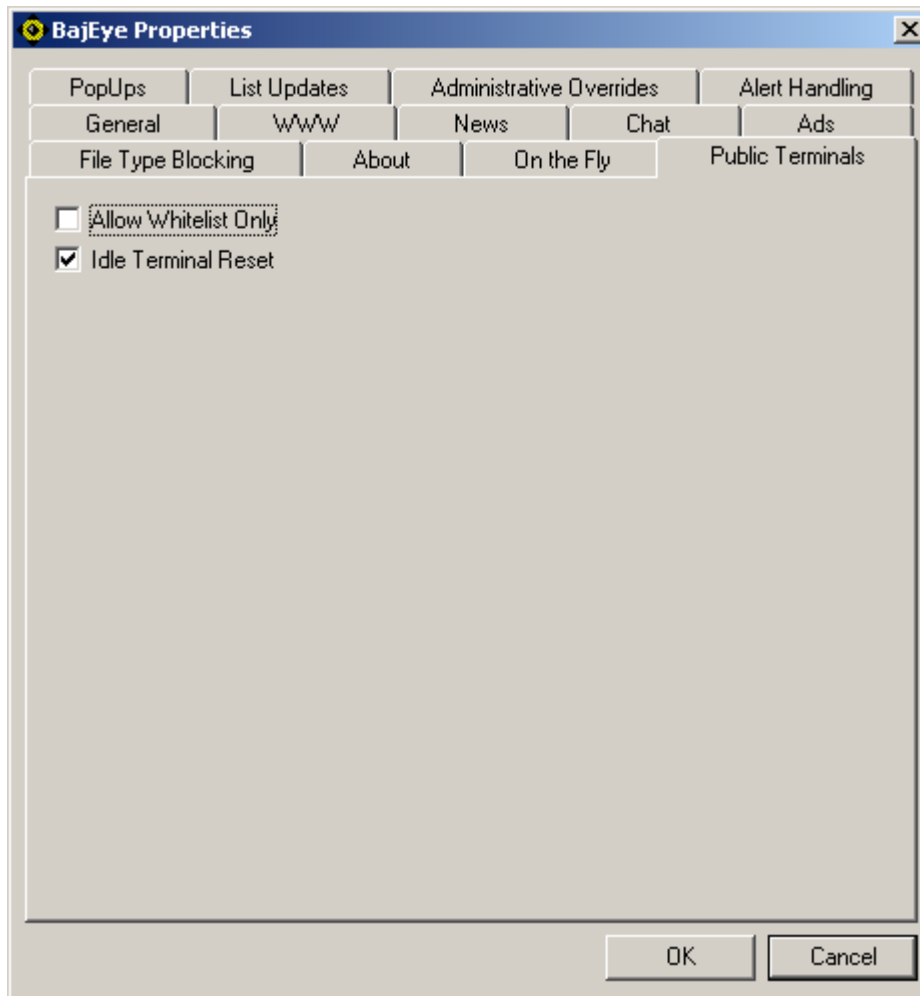 BajEye Properties
PopUps List Updates Administrative Overrides Alert Handling
General WWW News Chat Ads
File Type Blocking About On the Fly Public Terminals
Allow Whitelist Only
Idle Terminal Reset
OK Cancel